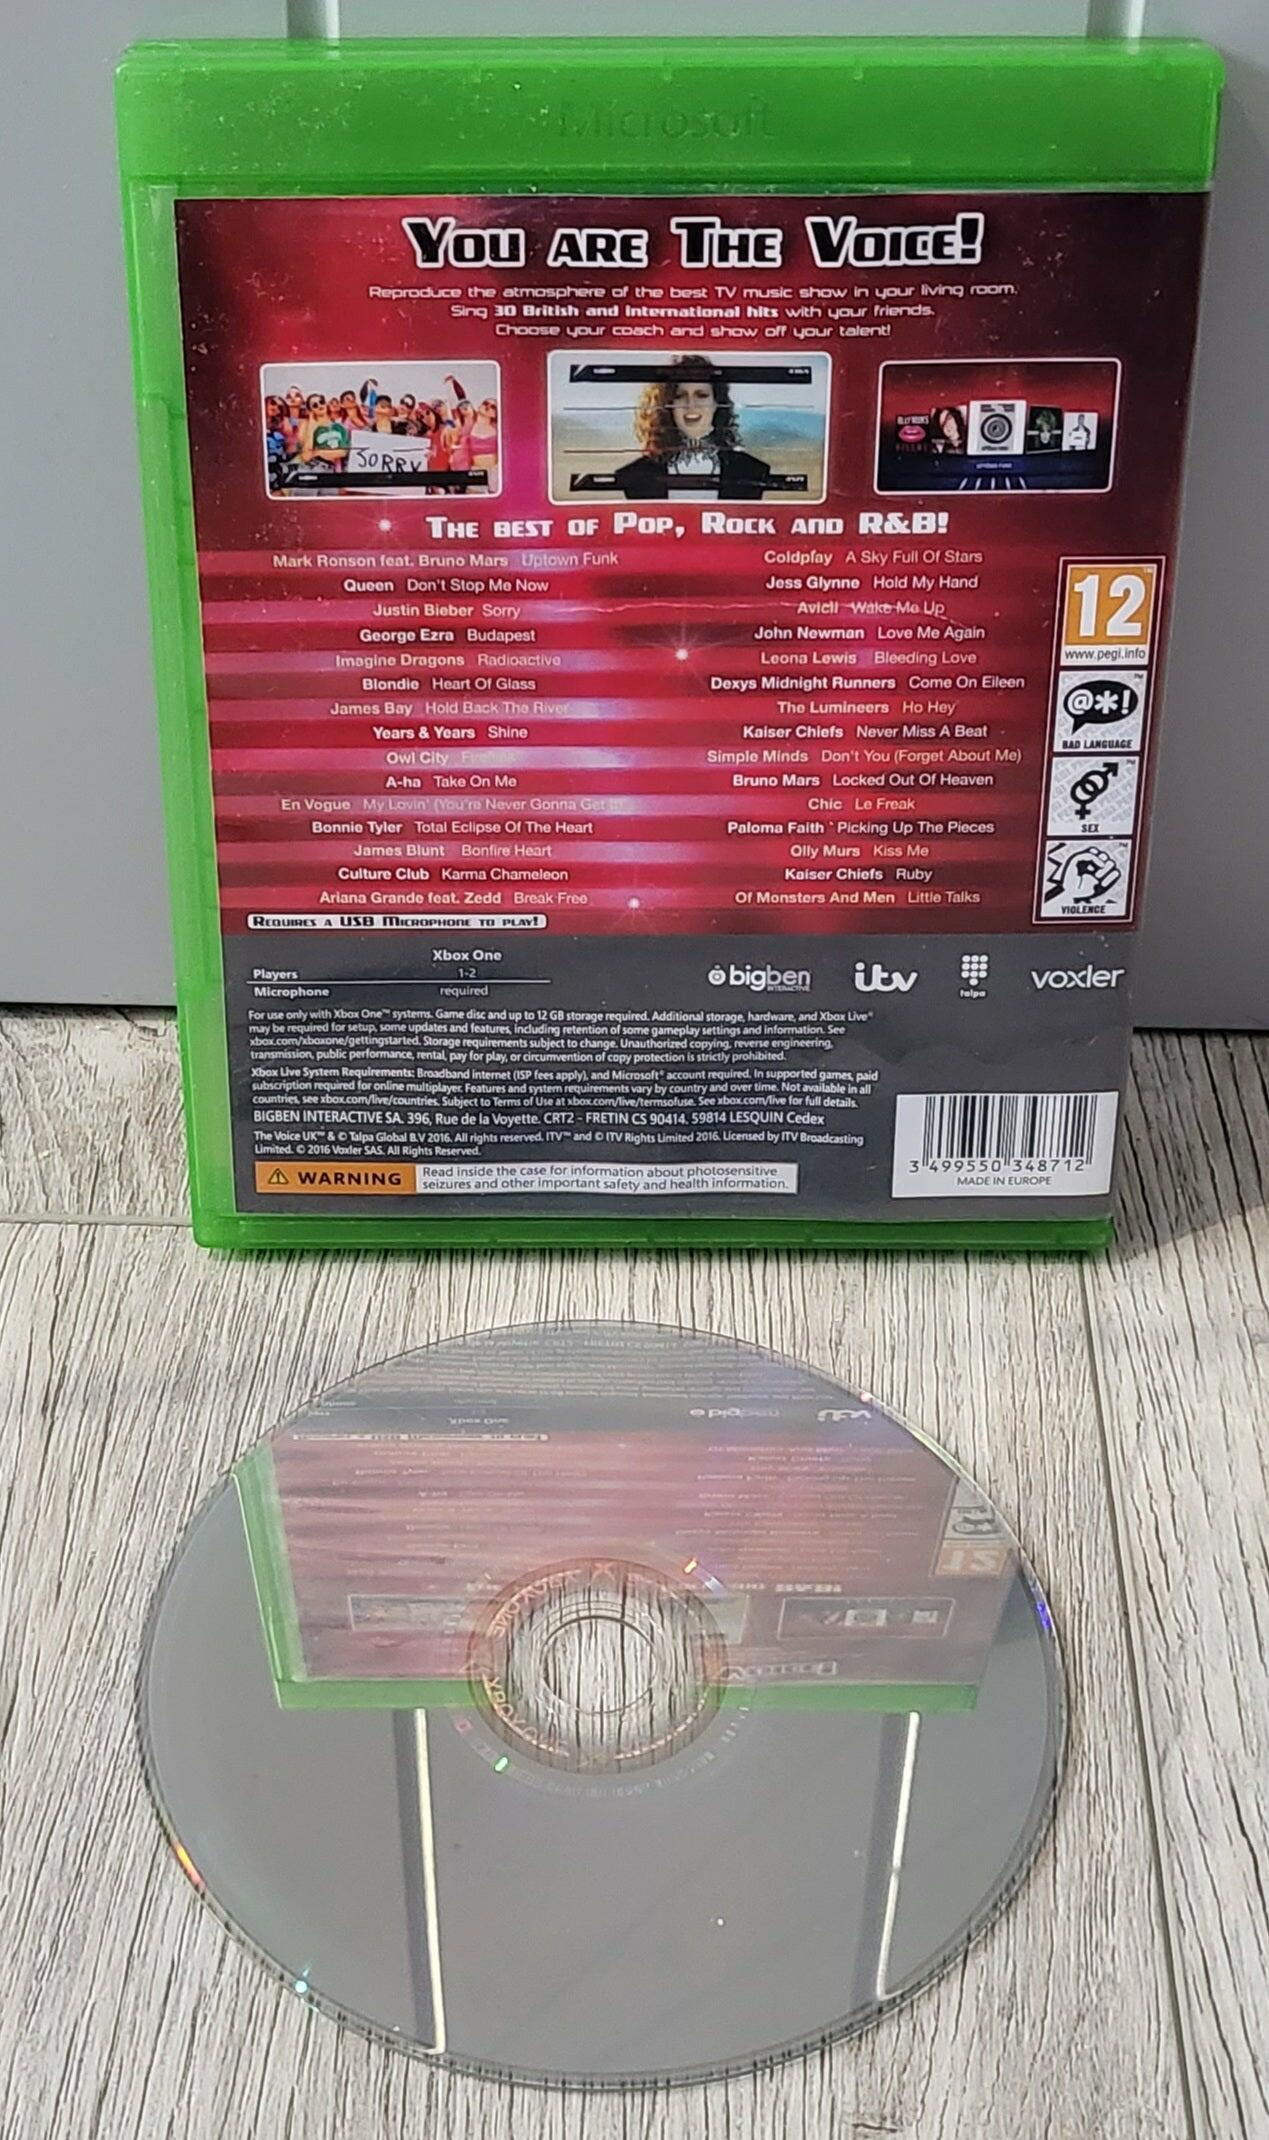 Microsoft
You are The Voice!
Reproduce the atmosphere of the best TV music show in your living room.
Sing 30 British and International hits with your friends.
Choose your coach and show off your talent!
SORRY
The best of Pop, Rock and R&B!
Mark Ronson feat. Bruno Mars Uptown Funk
Queen Don't Stop Me Now
Justin Bieber Sorry
George Ezra Budapest
Imagine Dragons Radioactive
Blondie Heart Of Glass
James Bay Hold Back The River
Years & Years Shine
Owl City Fireflies
A-ha Take On Me
En Vogue My Lovin' (You're Never Gonna Get It)
Bonnie Tyler Total Eclipse Of The Heart
James Blunt Bonfire Heart
Culture Club Karma Chameleon
Ariana Grande feat. Zedd Break Free
Coldplay A Sky Full Of Stars
Jess Glynne Hold My Hand
Avicii Wake Me Up
John Newman Love Me Again
Leona Lewis Bleeding Love
Dexys Midnight Runners Come On Eileen
The Lumineers Ho Hey
Kaiser Chiefs Never Miss A Beat
Simple Minds Don't You (Forget About Me)
Bruno Mars Locked Out Of Heaven
Chic Le Freak
Paloma Faith Picking Up The Pieces
Olly Murs Kiss Me
Kaiser Chiefs Ruby
Of Monsters And Men Little Talks
12
www.pegi.info
@*!
BAD LANGUAGE
SEX
VIOLENCE
Requires a USB Microphone to play!
Xbox One
Players 1-2
Microphone required
bigben
INTERACTIVE
itv
talpa
voxler
For use only with Xbox One™ systems. Game disc and up to 12 GB storage required. Additional storage, hardware, and Xbox Live®
may be required for setup, some updates and features, including retention of some gameplay settings and information. See
xbox.com/xboxone/gettingstarted. Storage requirements subject to change. Unauthorized copying, reverse engineering,
transmission, public performance, rental, pay for play, or circumvention of copy protection is strictly prohibited.
Xbox Live System Requirements: Broadband internet (ISP fees apply), and Microsoft® account required. In supported games, paid
subscription required for online multiplayer. Features and system requirements vary by country and over time. Not available in all
countries, see xbox.com/live/countries. Subject to Terms of Use at xbox.com/live/termsofuse. See xbox.com/live for full details.
BIGBEN INTERACTIVE SA. 396, Rue de la Voyette. CRT2 - FRETIN CS 90414. 59814 LESQUIN Cedex
The Voice UK™ & © Talpa Global B.V 2016. All rights reserved. ITV™ and © ITV Rights Limited 2016. Licensed by ITV Broadcasting
Limited. © 2016 Voxler SAS. All Rights Reserved.
WARNING
Read inside the case for information about photosensitive
seizures and other important safety and health information.
3 499550 348712
MADE IN EUROPE